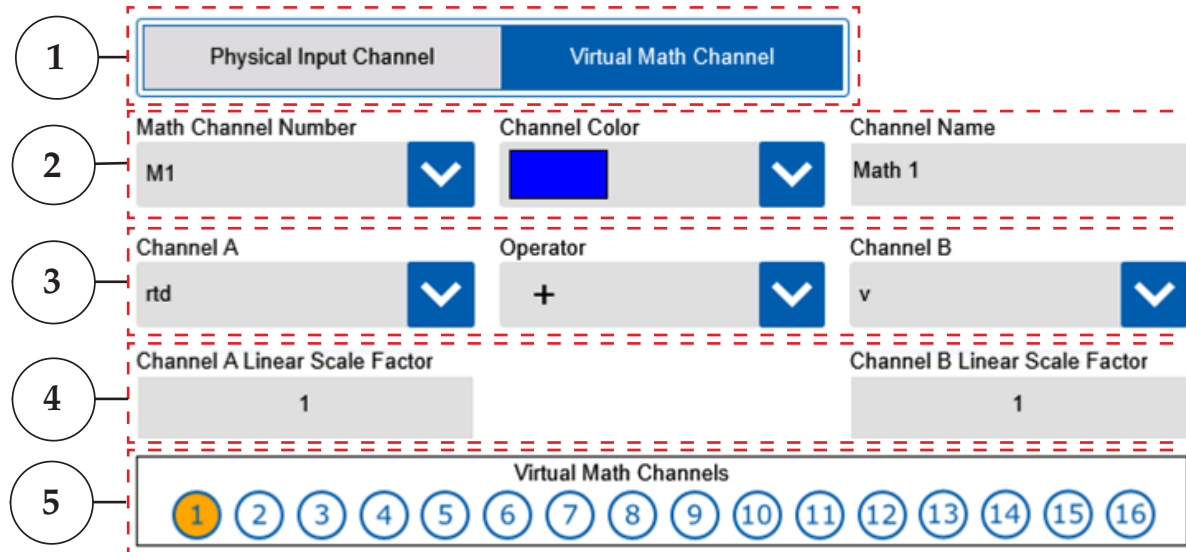 1
Physical Input Channel Virtual Math Channel
2
Math Channel Number Channel Color Channel Name
M1 Math 1
3
Channel A Operator Channel B
rtd + v
4
Channel A Linear Scale Factor Channel B Linear Scale Factor
1 1
5
Virtual Math Channels
1 2 3 4 5 6 7 8 9 10 11 12 13 14 15 16